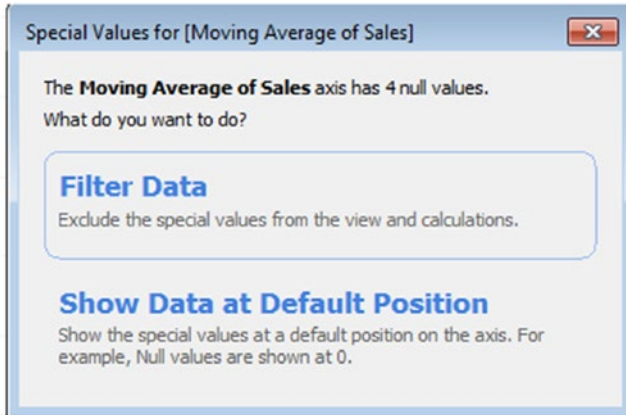 Special Values for [Moving Average of Sales]
The Moving Average of Sales axis has 4 null values.
What do you want to do?
Filter Data
Exclude the special values from the view and calculations.
Show Data at Default Position
Show the special values at a default position on the axis. For
example, Null values are shown at 0.